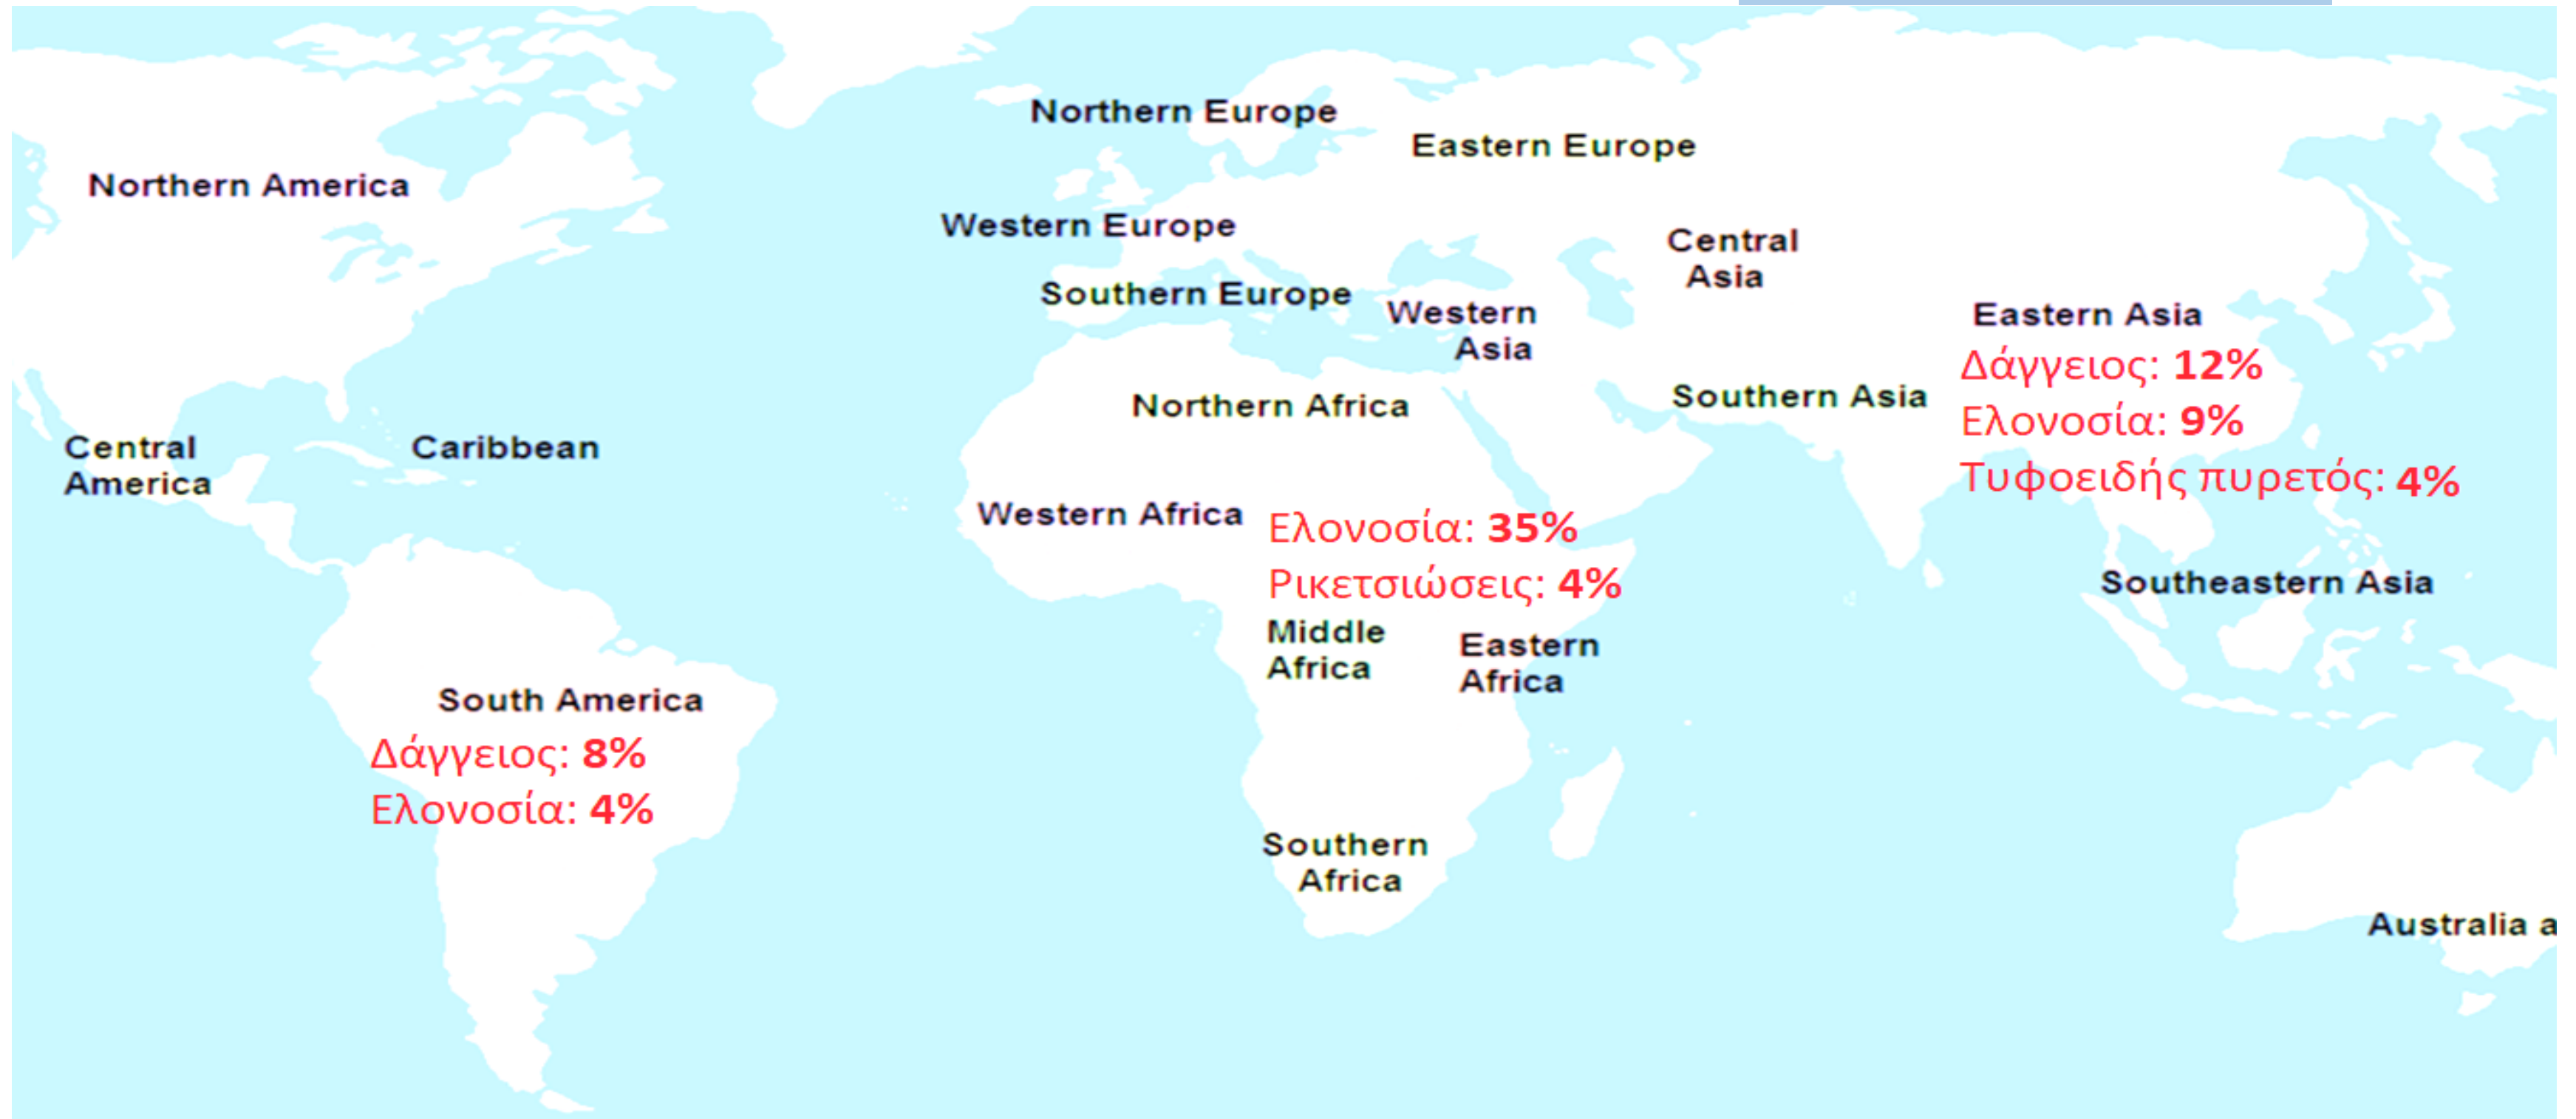 Northern Europe
Eastern Europe
Northern America
Western Europe
Central
Asia
Southern Europe
Western
Asia
Eastern Asia
Δάγγειος: 12%
Ελονοσία: 9%
Τυφοειδής πυρετός: 4%
Northern Africa
Southern Asia
Central
America
Caribbean
Western Africa
Ελονοσία: 35%
Ρικετσιώσεις: 4%
Southeastern Asia
Middle
Africa
Eastern
Africa
South America
Δάγγειος: 8%
Ελονοσία: 4%
Southern
Africa
Australia a